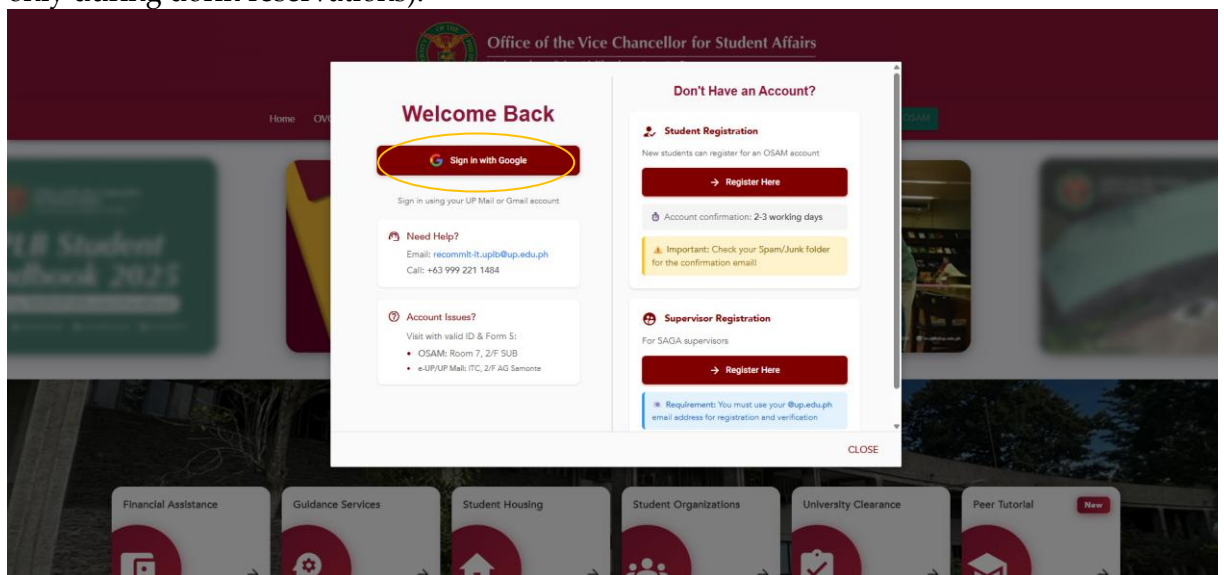 only during dorm reservations).
Office of the Vice Chancellor for Student Affairs
Home
OSAM
Welcome Back
Sign in with Google
Sign in using your UP Mail or Gmail account
Need Help?
Email: recommit-it.uplb@up.edu.ph
Call: +63 999 221 1484
Account Issues?
Visit with valid ID & Form 5:
• OSAM: Room 7, 2/F SUB
• e-UP/UP Mail: ITC, 2/F AG Samonte
Don't Have an Account?
Student Registration
New students can register for an OSAM account
→ Register Here
Account confirmation: 2-3 working days
Important: Check your Spam/Junk folder
for the confirmation email!
Supervisor Registration
For SAGA supervisors
→ Register Here
Requirement: You must use your @up.edu.ph
email address for registration and verification
CLOSE
Student
2025
Financial Assistance
Guidance Services
Student Housing
Student Organizations
University Clearance
Peer Tutorial
New